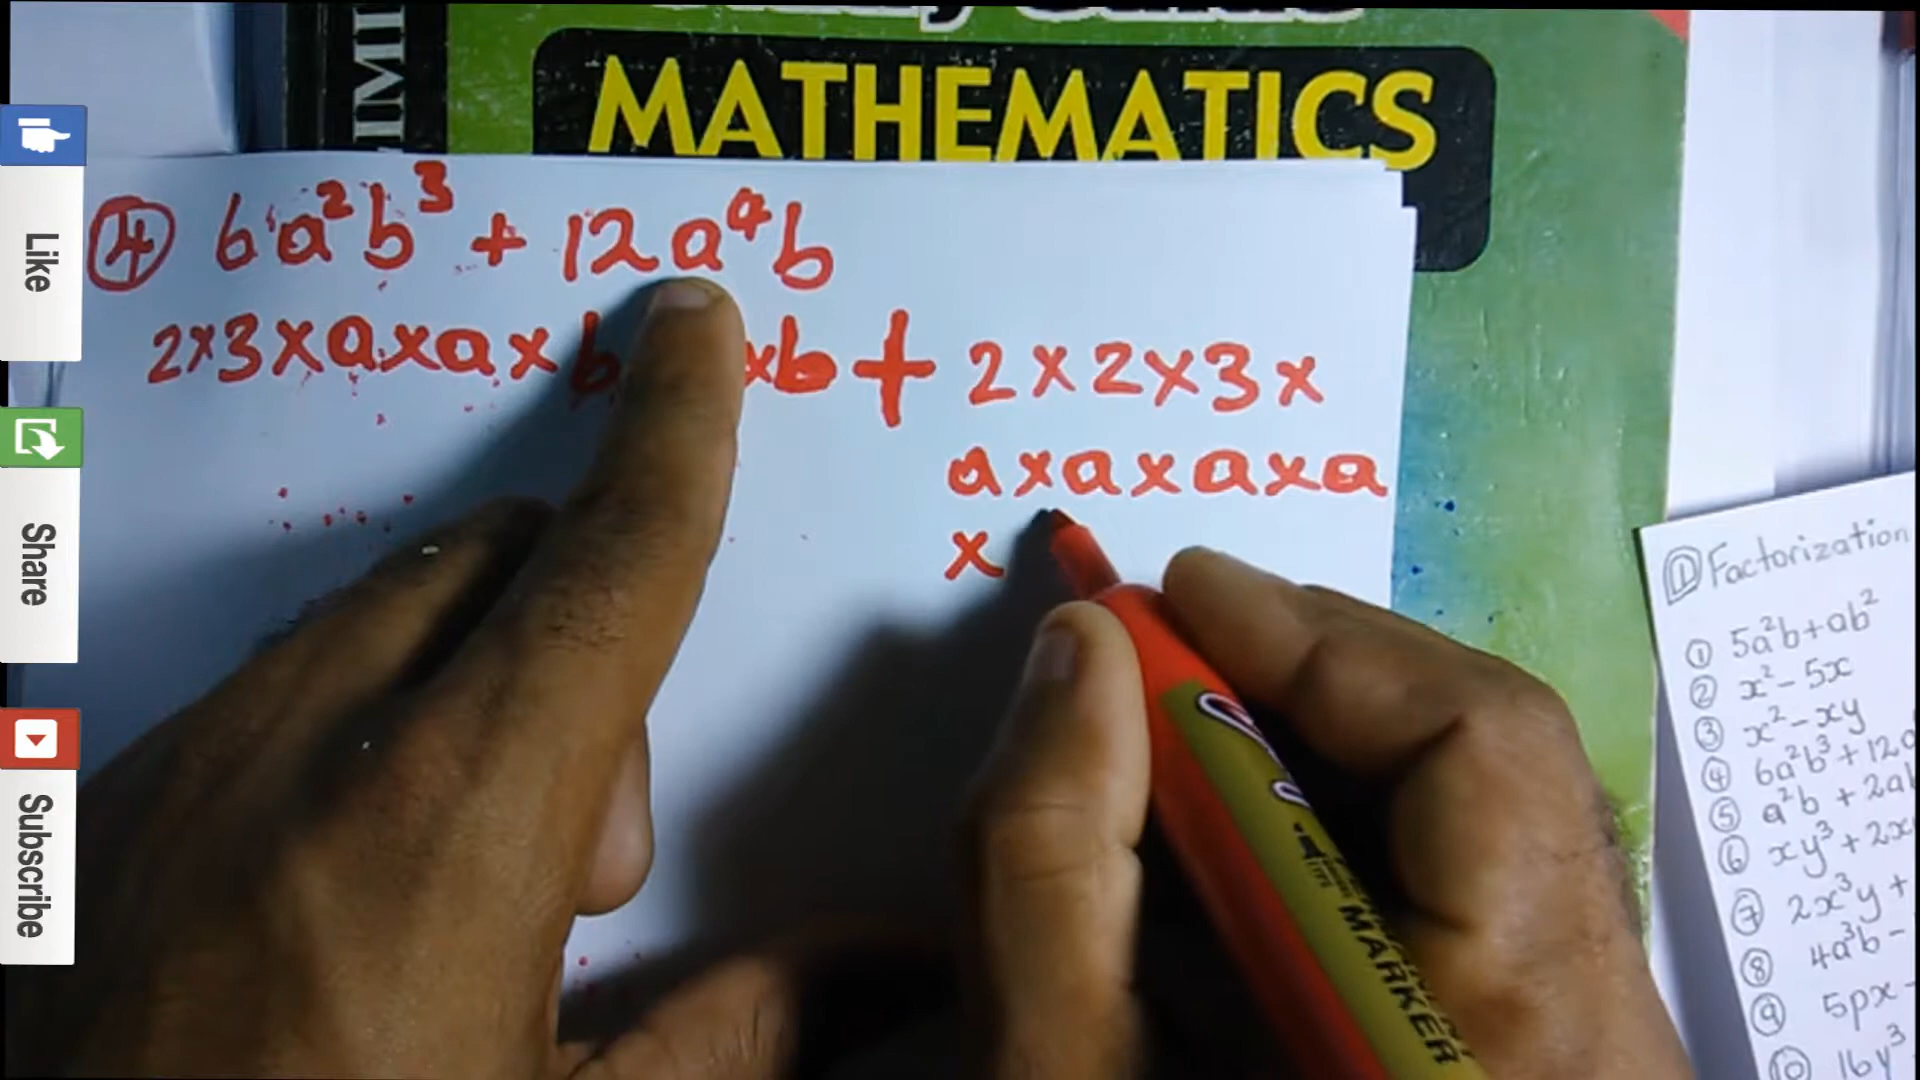 MATHEMATICS
④ 6a²b³ + 12a⁴b
2×3×a×a×b ×b + 2×2×3×
a×a×a×a
×
Like
Share
Subscribe
MARKER
① Factorization
① 5a²b+ab²
② x²-5x
③ x²-xy
④ 6a²b³+12a
⑤ a²b + 2ab
⑥ xy³+2x
⑦ 2x³y+
⑧ 4a³b-
⑨ 5px-
⑩ 16y³